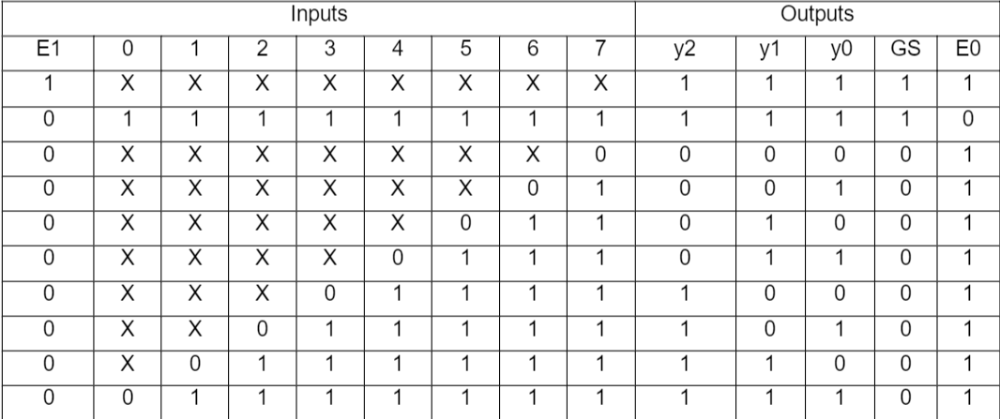 Inputs Outputs
E1 0 1 2 3 4 5 6 7 y2 y1 y0 GS E0
1 X X X X X X X X 1 1 1 1 1
0 1 1 1 1 1 1 1 1 1 1 1 1 0
0 X X X X X X X 0 0 0 0 0 1
0 X X X X X X 0 1 0 0 1 0 1
0 X X X X X 0 1 1 0 1 0 0 1
0 X X X X 0 1 1 1 0 1 1 0 1
0 X X X 0 1 1 1 1 1 0 0 0 1
0 X X 0 1 1 1 1 1 1 0 1 0 1
0 X 0 1 1 1 1 1 1 1 1 0 0 1
0 0 1 1 1 1 1 1 1 1 1 1 0 1